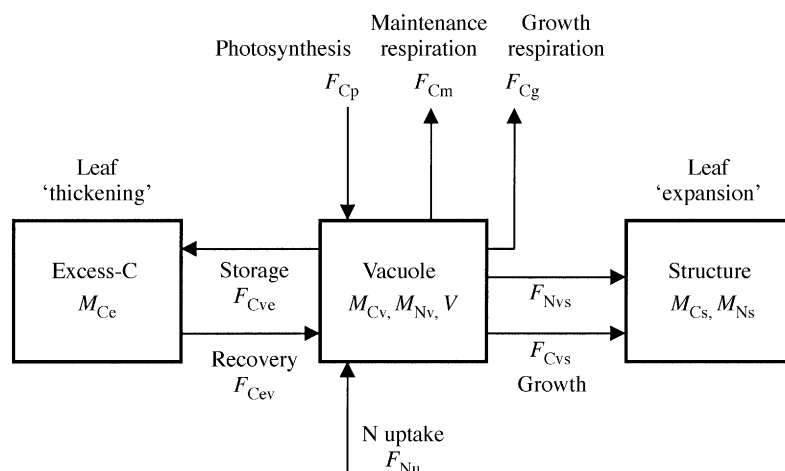 Photosynthesis
F_Cp
Maintenance
respiration
F_Cm
Growth
respiration
F_Cg
Leaf
'thickening'
Leaf
'expansion'
Excess-C
M_Ce
Storage
F_Cve
Recovery
F_Cev
Vacuole
M_Cv, M_Nv, V
F_Nvs
F_Cvs
Growth
Structure
M_Cs, M_Ns
N uptake
F_Nu